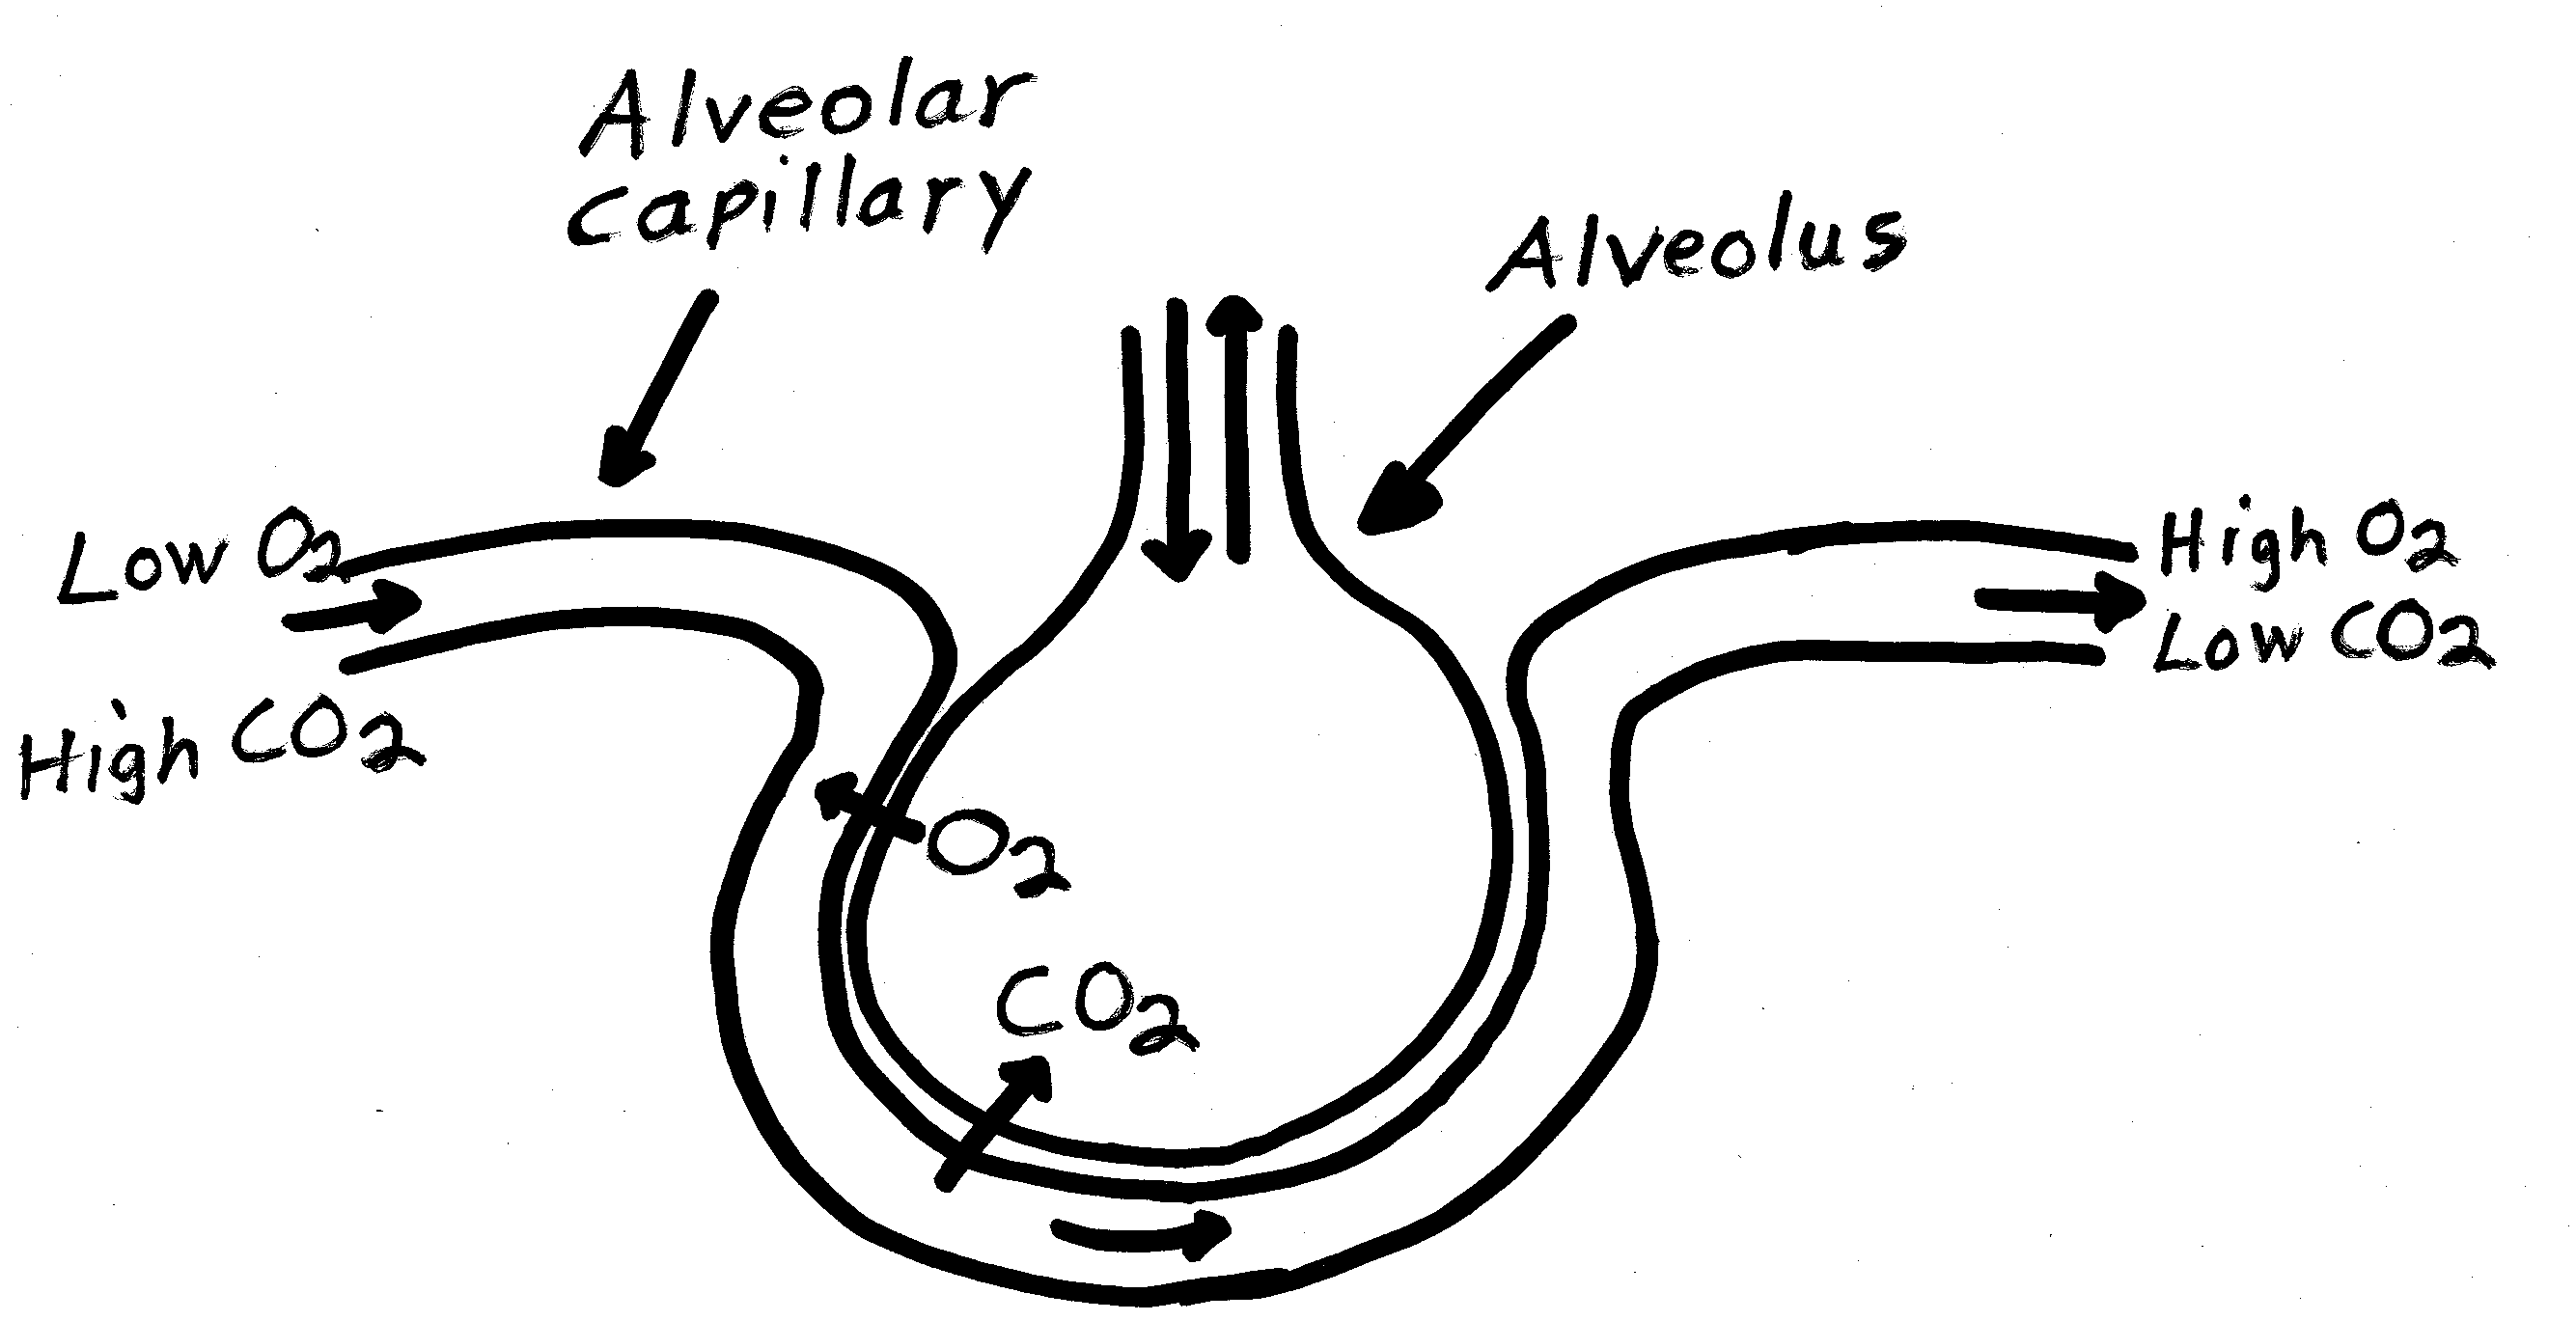 Alveolar
capillary
Alveolus
Low O2
High CO2
High O2
Low CO2
O2
CO2